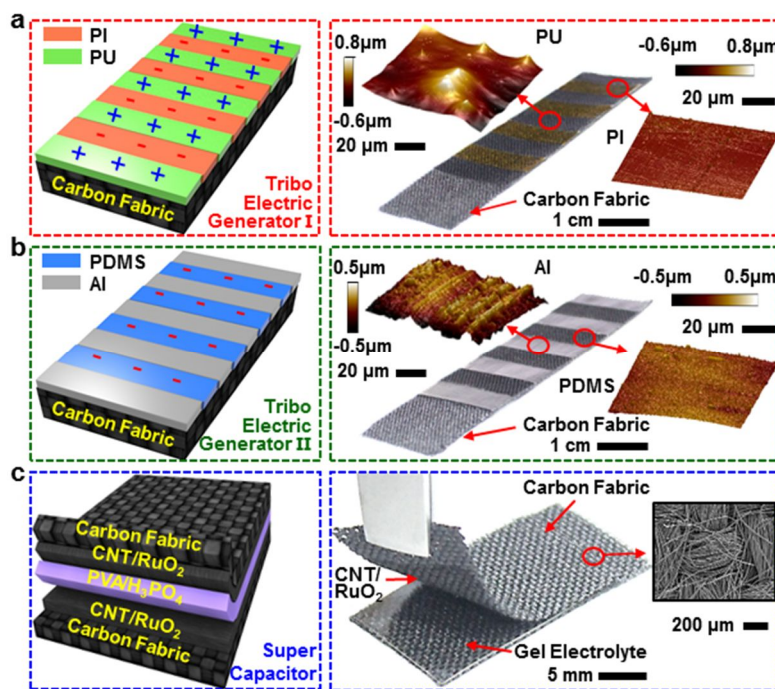 a
PI
PU
+ + +
- - -
+ + +
- - -
+ + +
- - -
+ + +
- - -
+ + +
Carbon Fabric
Tribo
Electric
Generator I
0.8μm
-0.6μm
20 μm
PU
-0.6μm 0.8μm
20 μm
PI
Carbon Fabric
1 cm
b
PDMS
Al
- - -
- - -
- - -
- - -
Carbon Fabric
Tribo
Electric
Generator II
0.5μm
-0.5μm
20 μm
Al
-0.5μm 0.5μm
20 μm
PDMS
Carbon Fabric
1 cm
c
Carbon Fabric
CNT/RuO₂
PVA/H₃PO₄
CNT/RuO₂
Carbon Fabric
Super
Capacitor
Carbon Fabric
CNT/
RuO₂
Gel Electrolyte
5 mm
200 μm